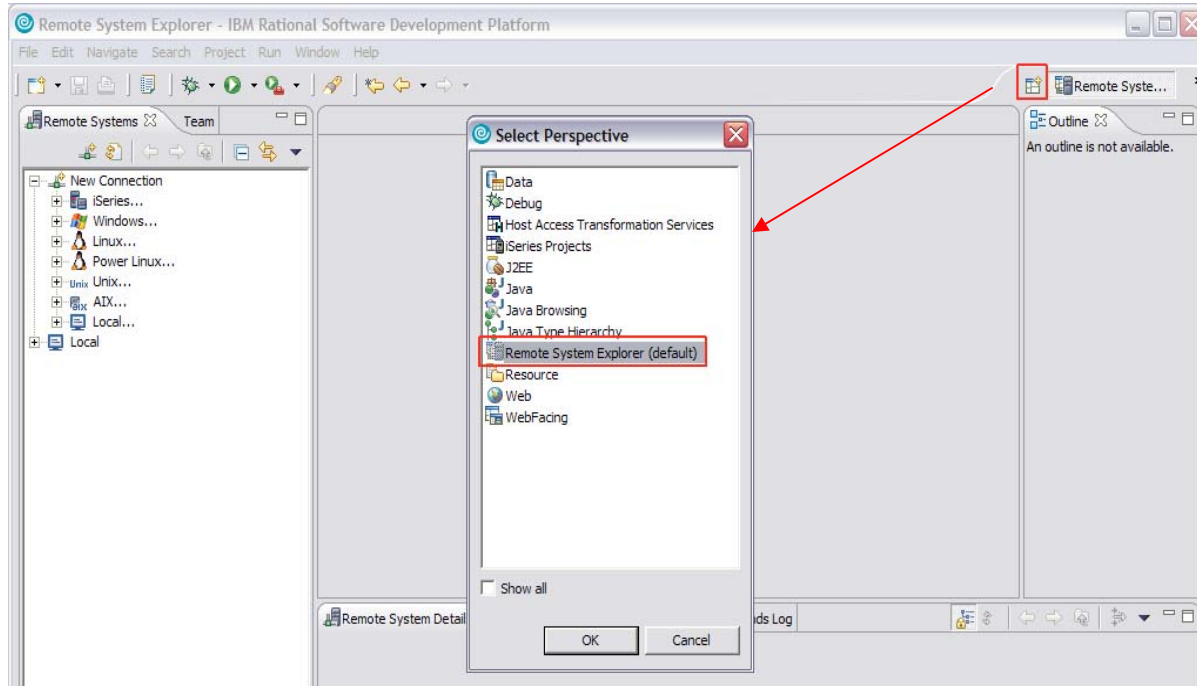 Remote System Explorer - IBM Rational Software Development Platform
File Edit Navigate Search Project Run Window Help
Remote Syste...
Remote Systems Team
Outline
An outline is not available.
New Connection
iSeries...
Windows...
Linux...
Power Linux...
Unix Unix...
AIX...
Local...
Local
Select Perspective
Data
Debug
Host Access Transformation Services
iSeries Projects
J2EE
Java
Java Browsing
Java Type Hierarchy
Remote System Explorer (default)
Resource
Web
WebFacing
Show all
OK Cancel
Remote System Detail
ds Log